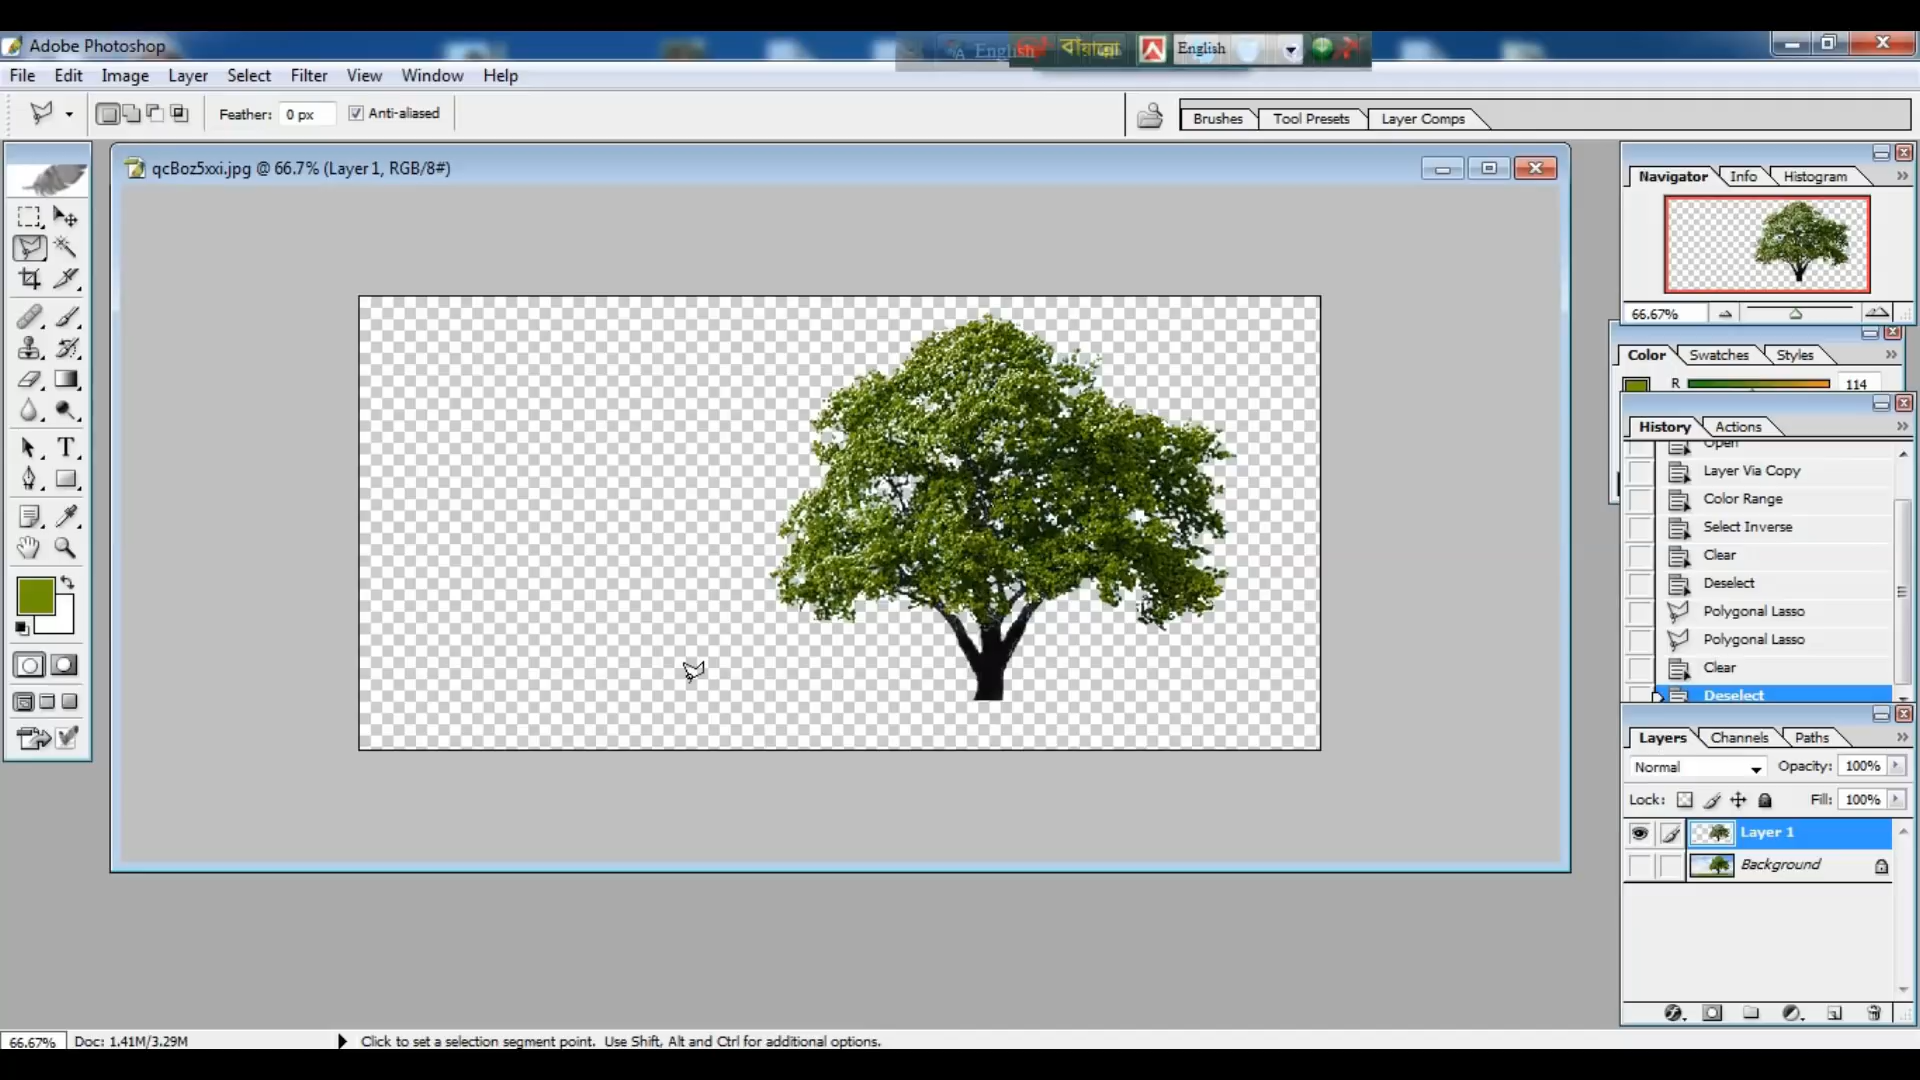 Adobe Photoshop
English
বায়ান্নো
English
File Edit Image Layer Select Filter View Window Help
Feather: 0 px Anti-aliased
Brushes Tool Presets Layer Comps
qcBoz5xxi.jpg @ 66.7% (Layer 1, RGB/8#)
Navigator Info Histogram
66.67%
Color Swatches Styles
R 114
History Actions
Open
Layer Via Copy
Color Range
Select Inverse
Clear
Deselect
Polygonal Lasso
Polygonal Lasso
Clear
Deselect
Layers Channels Paths
Normal Opacity: 100%
Lock: Fill: 100%
Layer 1
Background
66.67% Doc: 1.41M/3.29M Click to set a selection segment point. Use Shift, Alt and Ctrl for additional options.